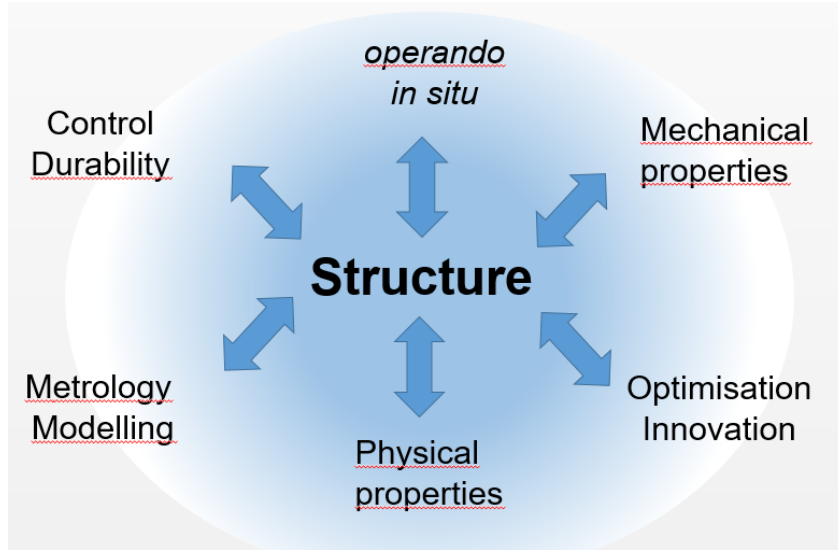 operando
in situ
Control
Durability
Mechanical
properties
Structure
Metrology
Modelling
Optimisation
Innovation
Physical
properties